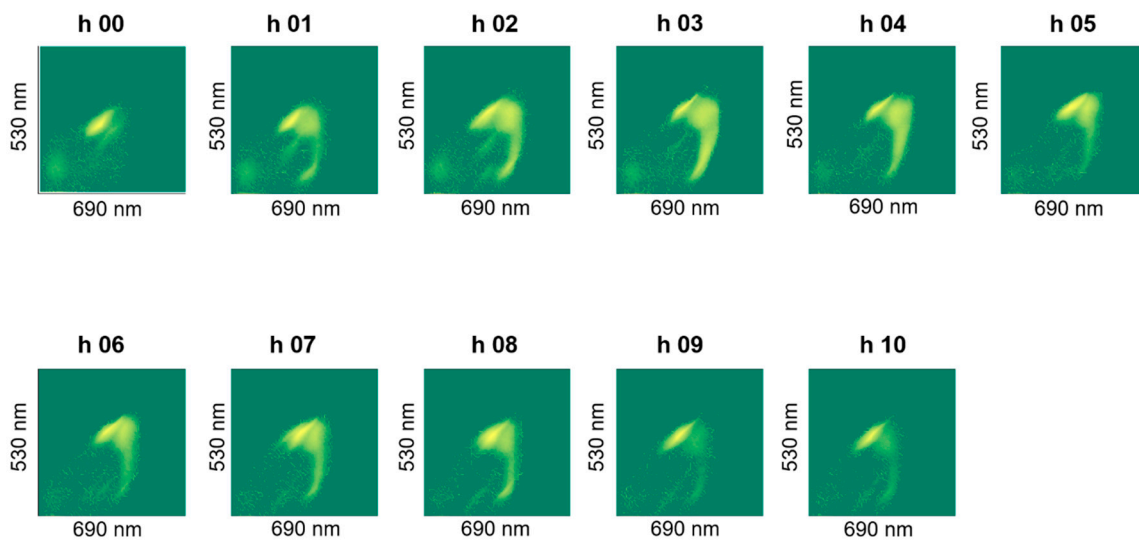 h 00 h 01 h 02 h 03 h 04 h 05
530 nm 530 nm 530 nm 530 nm 530 nm 530 nm
690 nm 690 nm 690 nm 690 nm 690 nm 690 nm
h 06 h 07 h 08 h 09 h 10
530 nm 530 nm 530 nm 530 nm 530 nm
690 nm 690 nm 690 nm 690 nm 690 nm